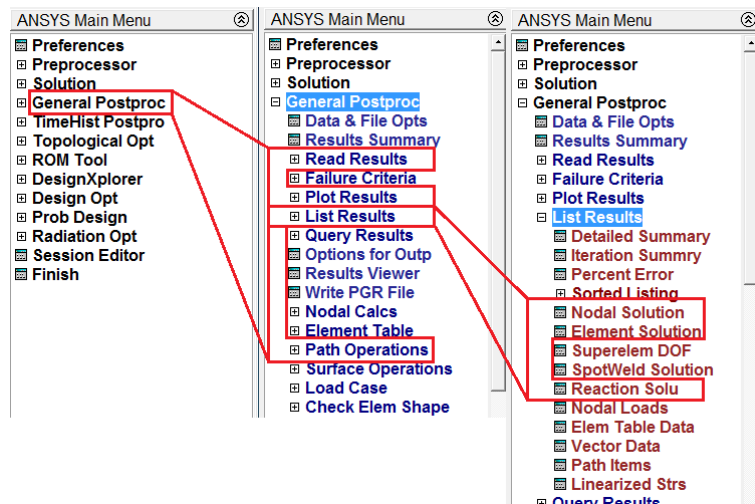 ANSYS Main Menu
Preferences
Preprocessor
Solution
General Postproc
TimeHist Postpro
Topological Opt
ROM Tool
DesignXplorer
Design Opt
Prob Design
Radiation Opt
Session Editor
Finish
ANSYS Main Menu
Preferences
Preprocessor
Solution
General Postproc
Data & File Opts
Results Summary
Read Results
Failure Criteria
Plot Results
List Results
Query Results
Options for Outp
Results Viewer
Write PGR File
Nodal Calcs
Element Table
Path Operations
Surface Operations
Load Case
Check Elem Shape
ANSYS Main Menu
Preferences
Preprocessor
Solution
General Postproc
Data & File Opts
Results Summary
Read Results
Failure Criteria
Plot Results
List Results
Detailed Summary
Iteration Summry
Percent Error
Sorted Listing
Nodal Solution
Element Solution
Superelem DOF
SpotWeld Solution
Reaction Solu
Nodal Loads
Elem Table Data
Vector Data
Path Items
Linearized Strs
Query Results